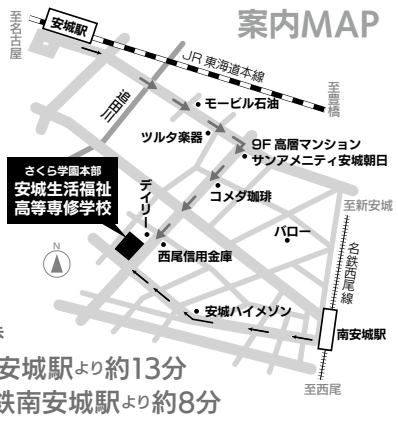 案内MAP
至名古屋
安城駅
JR東海道本線
至豊橋
追田川
モービル石油
ツルタ楽器
9F高層マンション
サンアメニティ安城朝日
さくら学園本部
安城生活福祉
高等専修学校
デイリー
コメダ珈琲
至新安城
バロー
西尾信用金庫
名鉄西尾線
N
安城ハイメゾン
南安城駅
至西尾
安城駅より約13分
鉄南安城駅より約8分